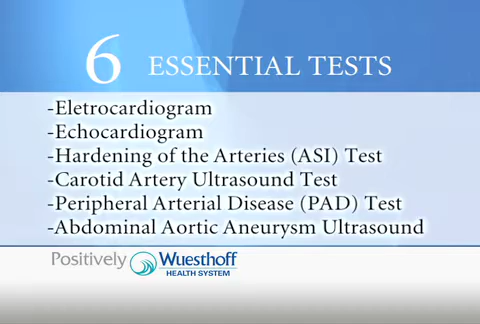 6 ESSENTIAL TESTS
-Eletrocardiogram
-Echocardiogram
-Hardening of the Arteries (ASI) Test
-Carotid Artery Ultrasound Test
-Peripheral Arterial Disease (PAD) Test
-Abdominal Aortic Aneurysm Ultrasound
Positively Wuesthoff
HEALTH SYSTEM